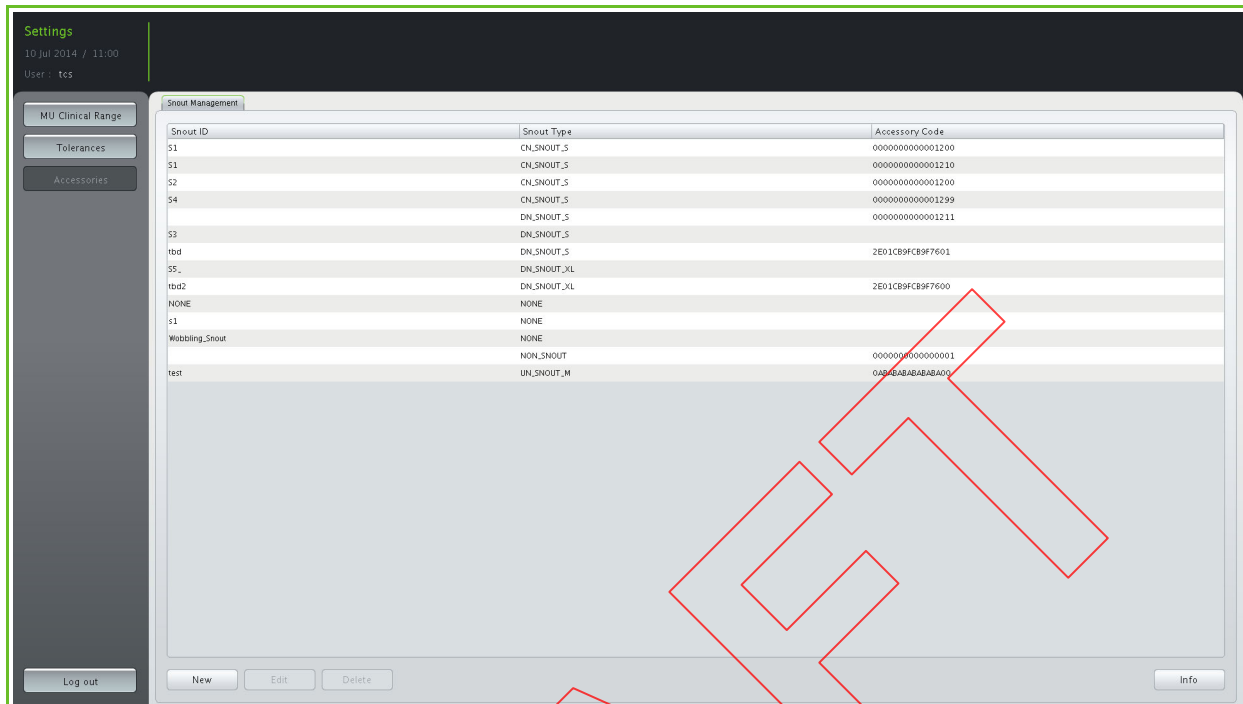 Settings
10 Jul 2014 / 11:00
User : tcs
MU Clinical Range
Tolerances
Accessories
Log out
Snout Management
Snout ID Snout Type Accessory Code
S1 CN_SNOUT_S 0000000000001200
S1 CN_SNOUT_S 0000000000001210
S2 CN_SNOUT_S 0000000000001200
S4 CN_SNOUT_S 0000000000001299
DN_SNOUT_S 0000000000001211
S3 DN_SNOUT_S
tbd DN_SNOUT_S 2E01CB9FCB9F7601
S5_ DN_SNOUT_XL
tbd2 DN_SNOUT_XL 2E01CB9FCB9F7600
NONE NONE
s1 NONE
Wobbling_Snout NONE
NON_SNOUT 0000000000000001
test UN_SNOUT_M 0ABABABABABABA00
New Edit Delete Info